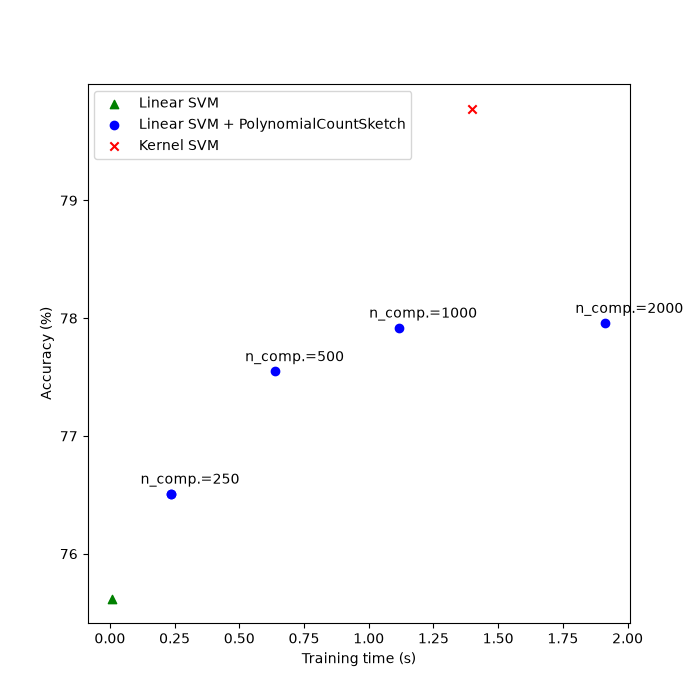 Linear SVM
Linear SVM + PolynomialCountSketch
Kernel SVM
79
78
77
76
Accuracy (%)
n_comp.=2000
n_comp.=1000
n_comp.=500
n_comp.=250
0.00 0.25 0.50 0.75 1.00 1.25 1.50 1.75 2.00
Training time (s)